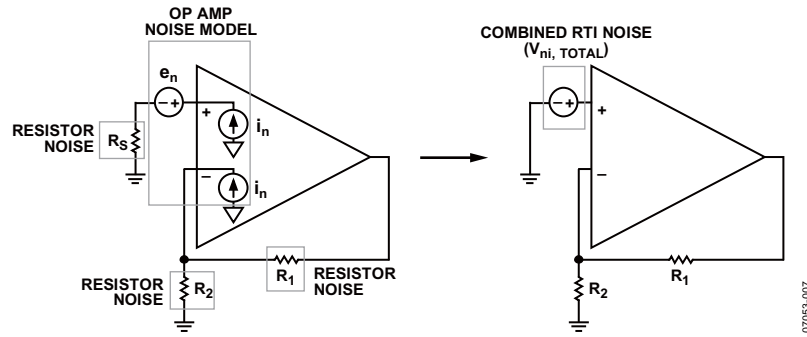 OP AMP
NOISE MODEL
e_n
− +
RESISTOR
NOISE
R_S
+
i_n
−
i_n
RESISTOR
NOISE
R_2
R_1
RESISTOR
NOISE
COMBINED RTI NOISE
(V_ni, TOTAL)
− +
+
−
R_2
R_1
07053-007